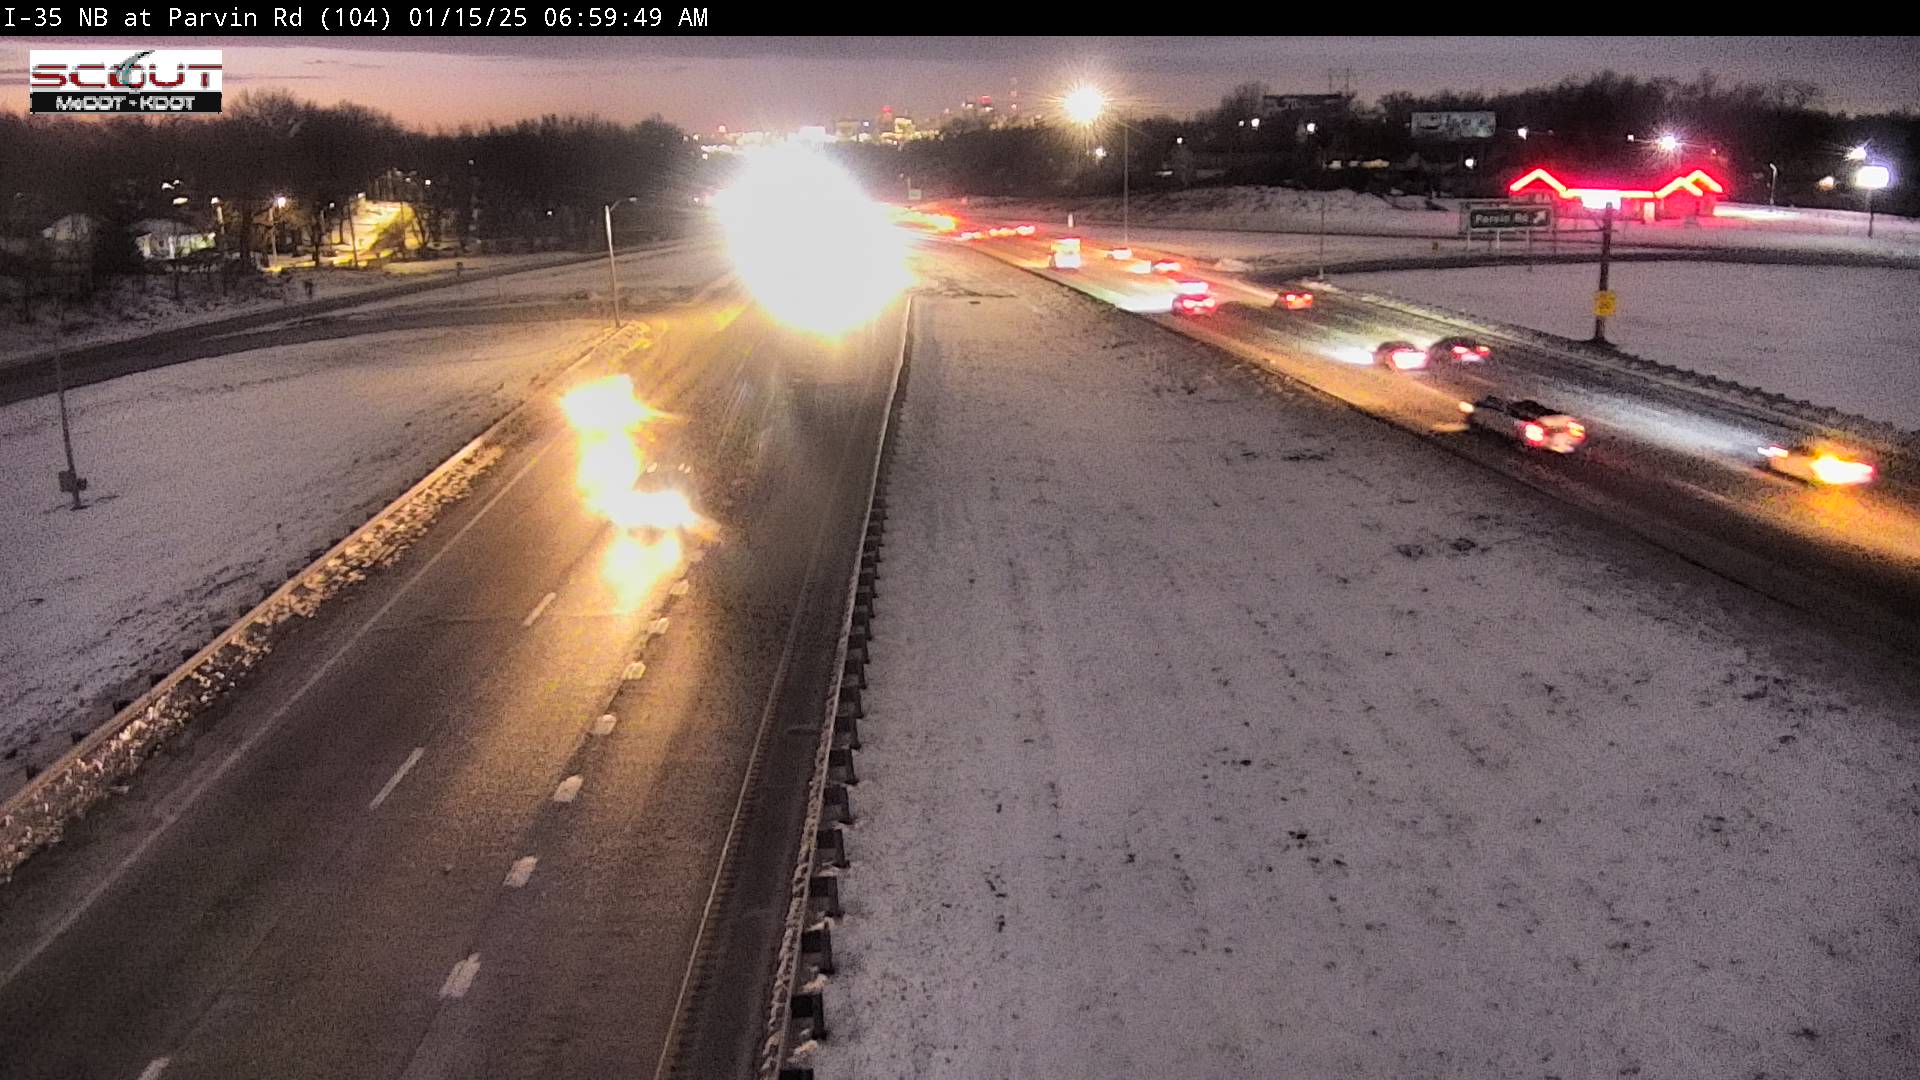 I-35 NB at Parvin Rd (104) 01/15/25 06:59:49 AM
SCOUT
MoDOT - KDOT
Parvin Rd